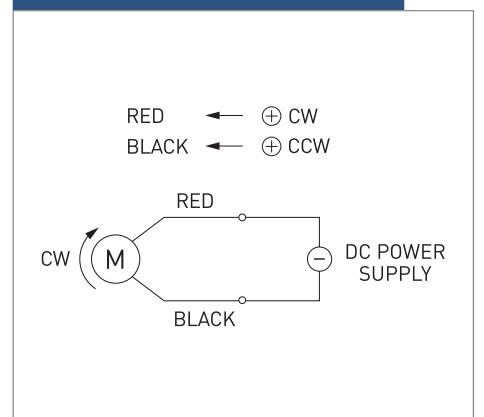 RED ← ⊕ CW
BLACK ← ⊕ CCW
RED
CW
M
− DC POWER
SUPPLY
BLACK